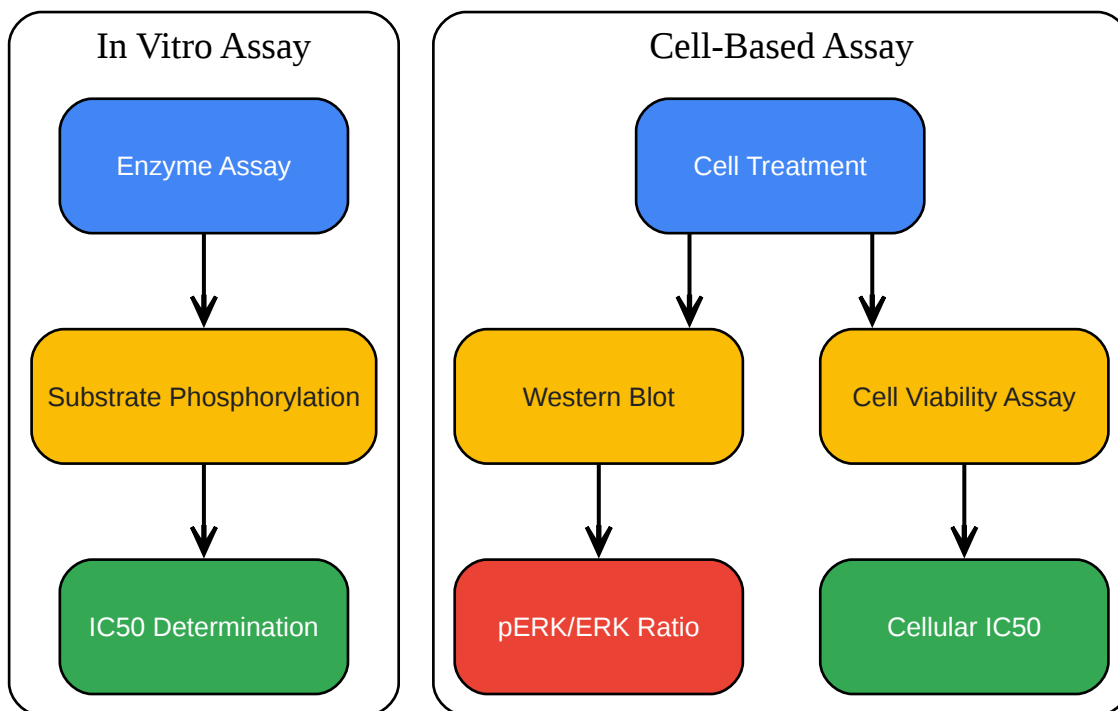 In Vitro Assay
Enzyme Assay
Substrate Phosphorylation
IC50 Determination
Cell-Based Assay
Cell Treatment
Western Blot
Cell Viability Assay
pERK/ERK Ratio
Cellular IC50